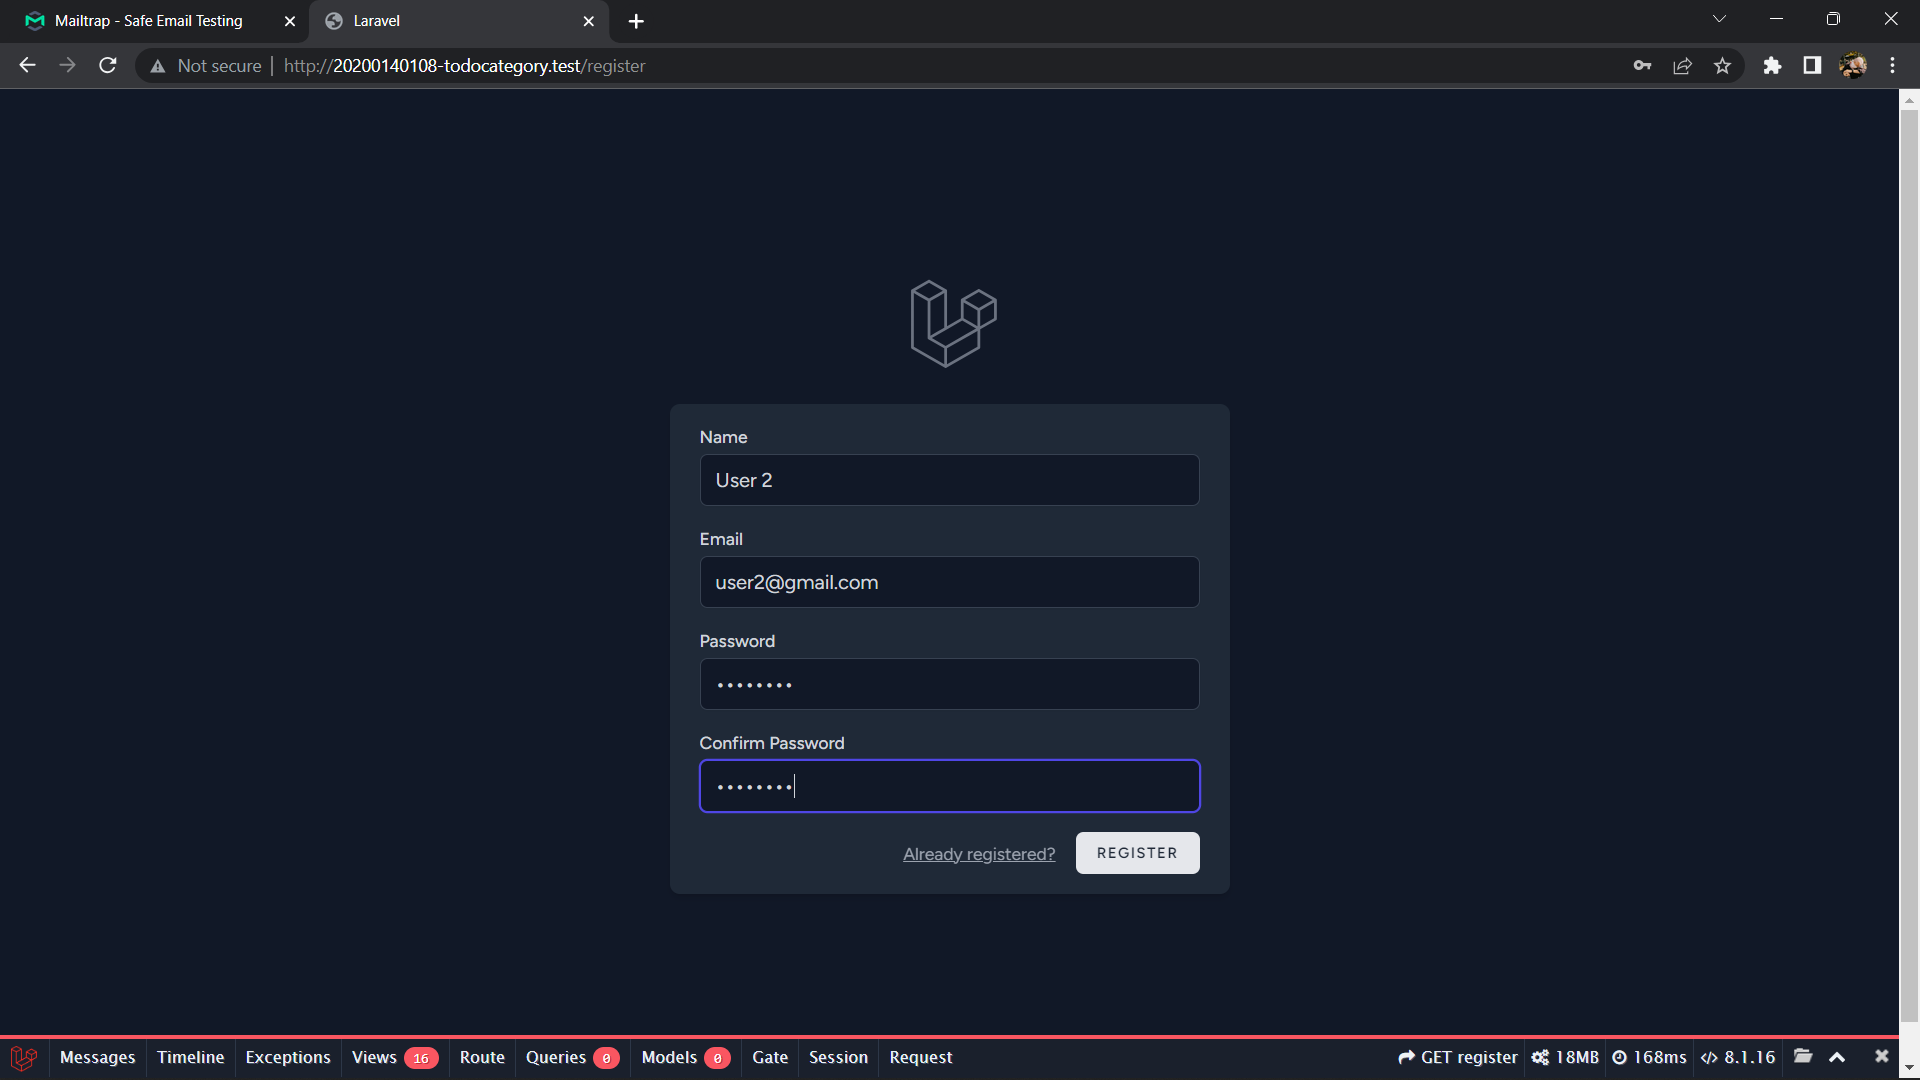 Mailtrap - Safe Email Testing
Laravel
Not secure | http://20200140108-todocategory.test/register
Name
User 2
Email
user2@gmail.com
Password
••••••••
Confirm Password
••••••••
Already registered? REGISTER
Messages Timeline Exceptions Views 16 Route Queries 0 Models 0 Gate Session Request GET register 18MB 168ms </> 8.1.16